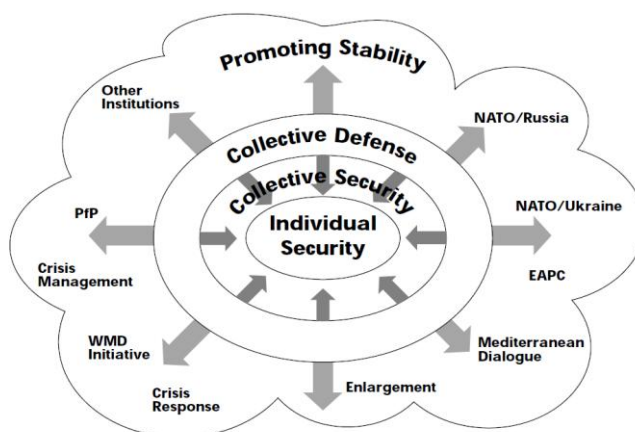 Promoting Stability
Other
Institutions
NATO/Russia
Collective Defense
Collective Security
PfP
Individual
Security
NATO/Ukraine
Crisis
Management
EAPC
WMD
Initiative
Mediterranean
Dialogue
Crisis
Response
Enlargement